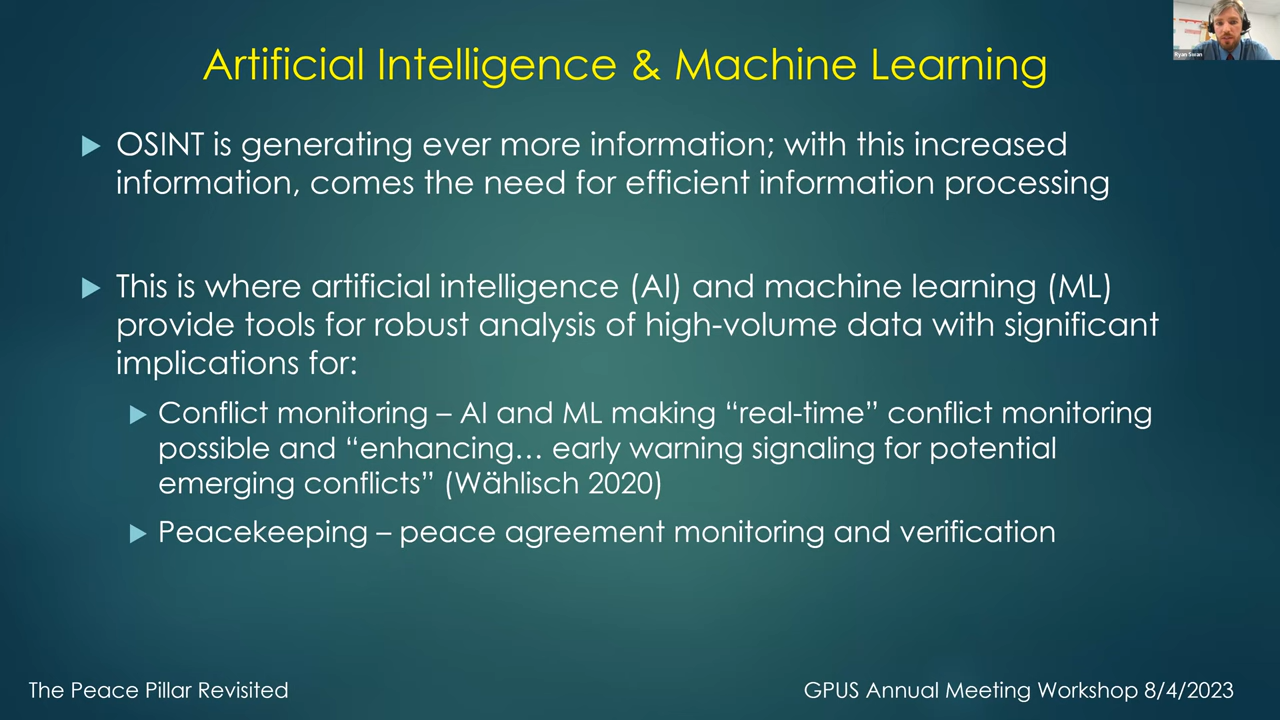 Artificial Intelligence & Machine Learning
Ryan Swan
OSINT is generating ever more information; with this increased
information, comes the need for efficient information processing
This is where artificial intelligence (AI) and machine learning (ML)
provide tools for robust analysis of high-volume data with significant
implications for:
Conflict monitoring – AI and ML making “real-time” conflict monitoring
possible and “enhancing… early warning signaling for potential
emerging conflicts” (Wählisch 2020)
Peacekeeping – peace agreement monitoring and verification
The Peace Pillar Revisited
GPUS Annual Meeting Workshop 8/4/2023